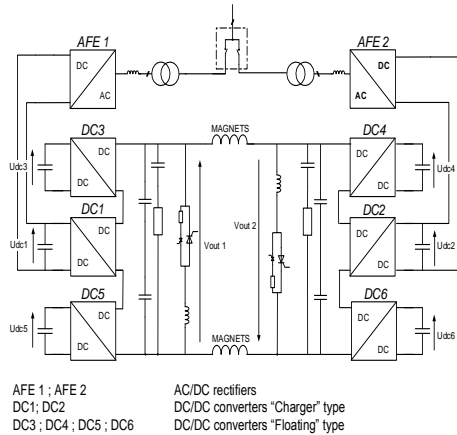 AFE 1
AFE 2
DC
AC
DC
AC
DC3
MAGNETS
DC4
DC
DC
DC
DC
Udc3
Udc4
DC1
DC2
DC
DC
DC
DC
Udc1
Vout 1
Vout 2
Udc2
DC5
DC6
DC
DC
DC
DC
Udc5
MAGNETS
Udc6
AFE 1 ; AFE 2 AC/DC rectifiers
DC1; DC2 DC/DC converters “Charger” type
DC3 ; DC4 ; DC5 ; DC6 DC/DC converters “Floating” type